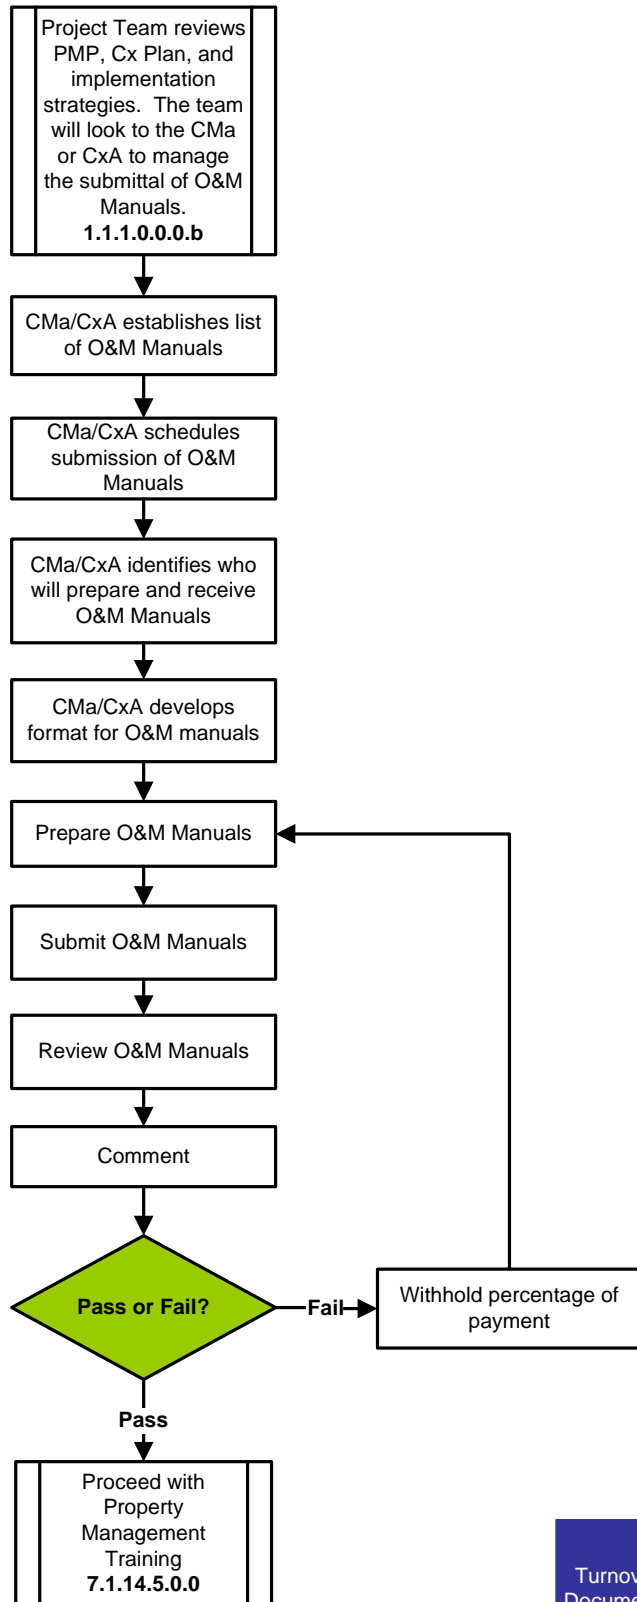 Project Team reviews
PMP, Cx Plan, and
implementation
strategies. The team
will look to the CMa
or CxA to manage
the submittal of O&M
Manuals.
1.1.1.0.0.0.b
CMa/CxA establishes list
of O&M Manuals
CMa/CxA schedules
submission of O&M
Manuals
CMa/CxA identifies who
will prepare and receive
O&M Manuals
CMa/CxA develops
format for O&M manuals
Prepare O&M Manuals
Submit O&M Manuals
Review O&M Manuals
Comment
Pass or Fail?
Fail
Withhold percentage of
payment
Pass
Proceed with
Property
Management
Training
7.1.14.5.0.0